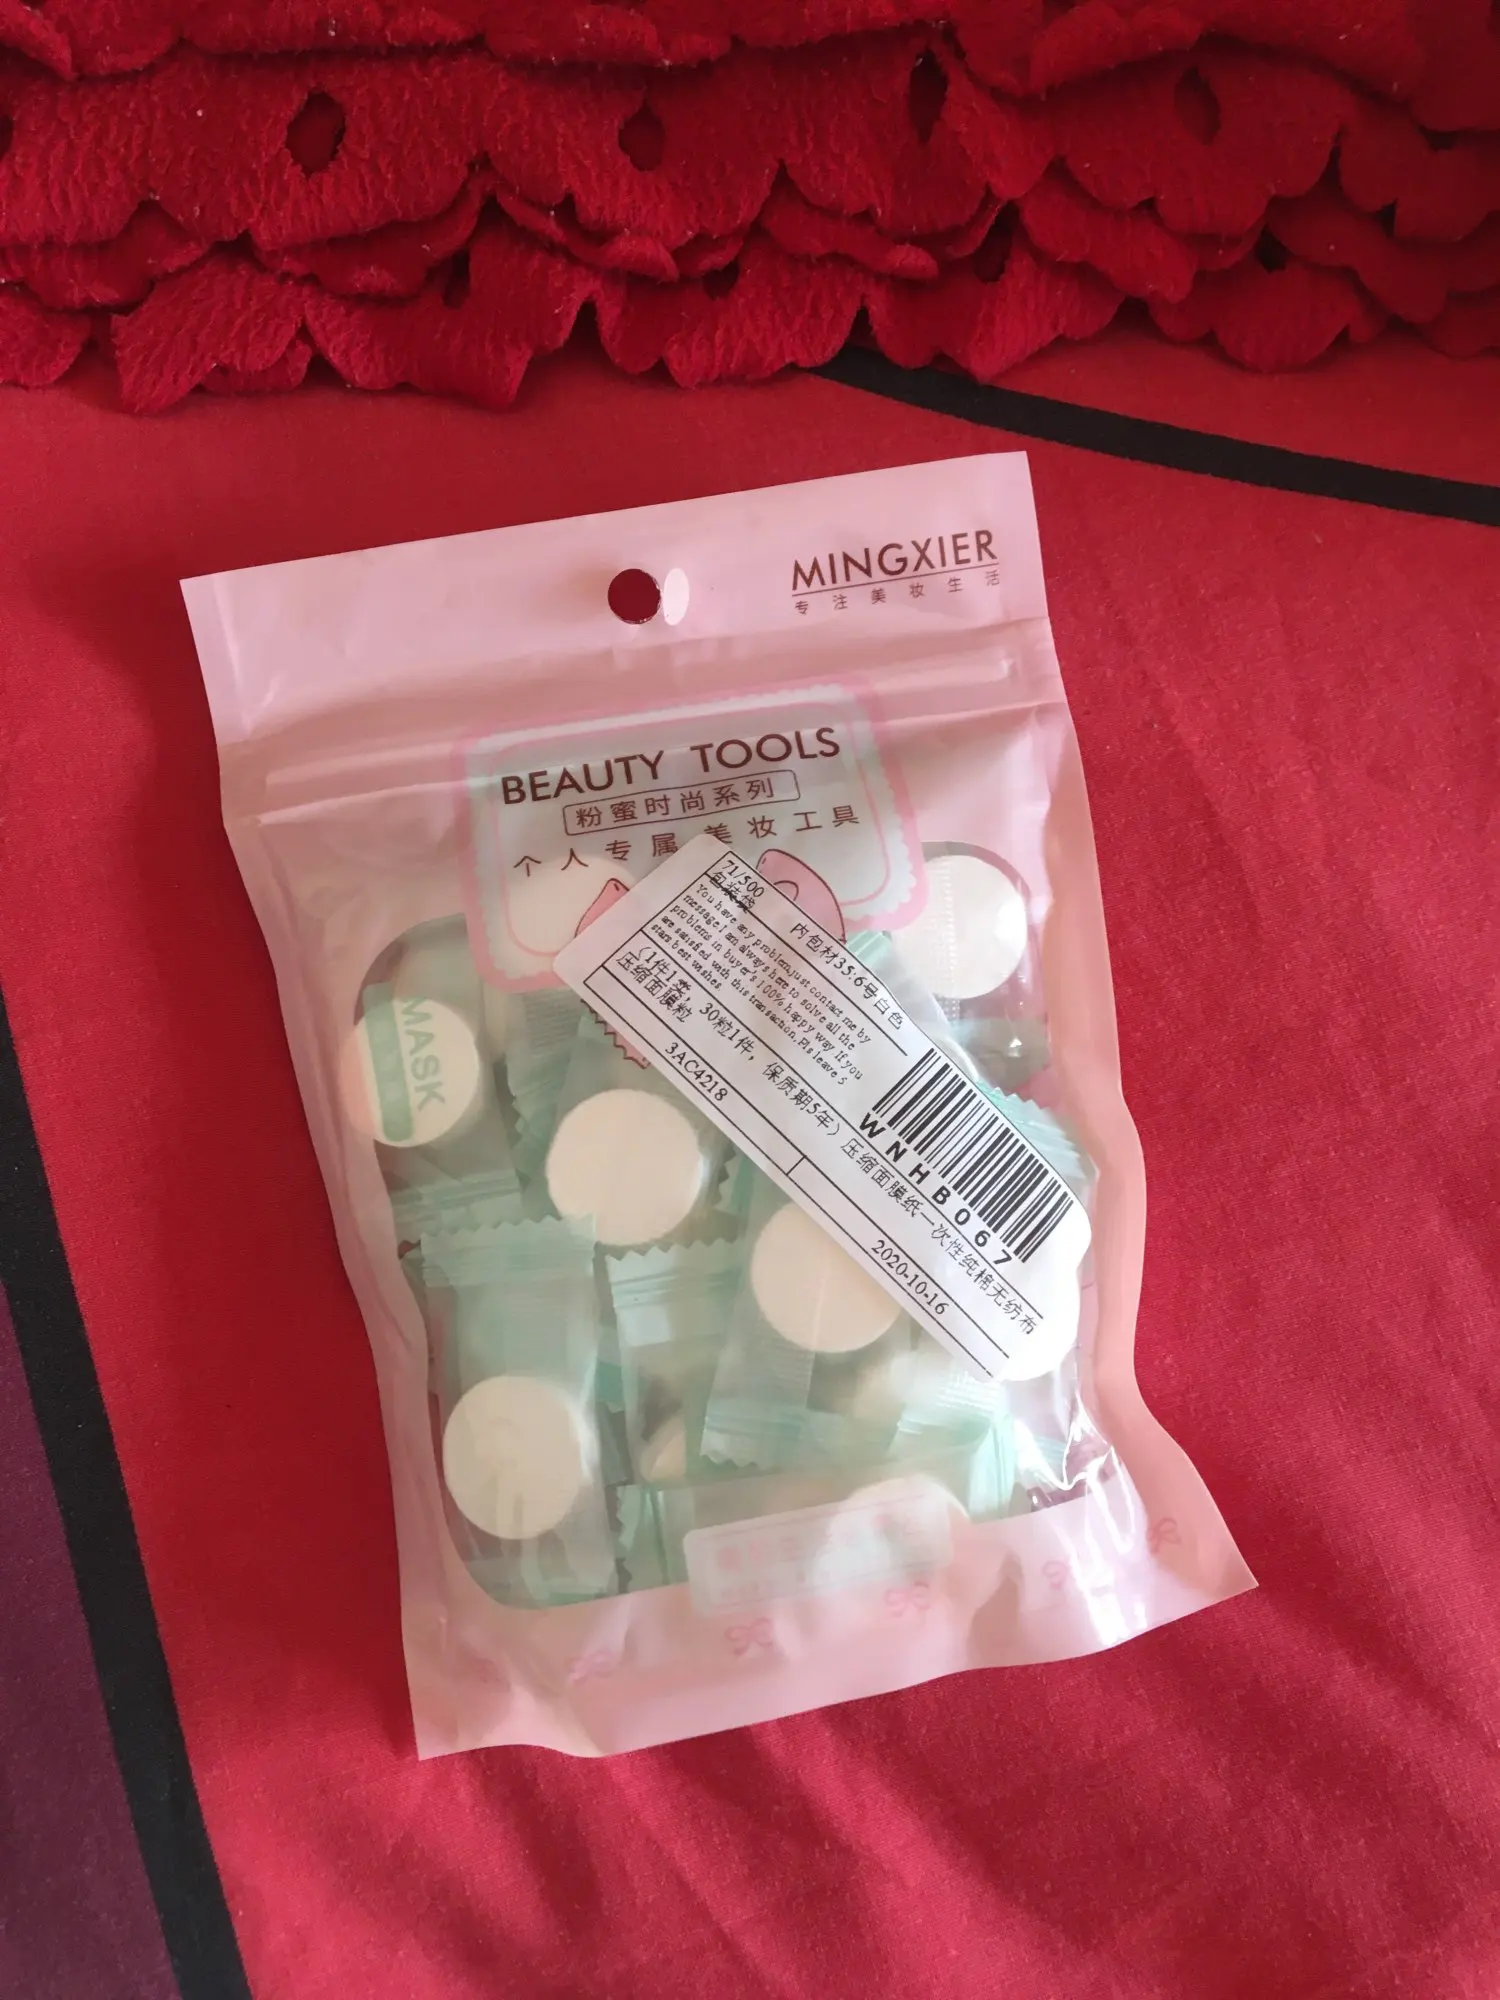 MINGXIER
专注美妆生活
BEAUTY TOOLS
粉蜜时尚系列
个人专属美妆工具
71/500
包装袋
内包材35:6号白色
You have any problem,just contact me by
message.I am always here to solve all the
problems in buyer's 100% happy way If you
are satisfied with this transaction,Pls leave 5
stars best wishes
WNHB067
(1件1卖, 30粒1件, 保质期5年) 压缩面膜纸一次性纯棉无纺布
压缩面膜粒
3AC4218
2020-10-16
MASK